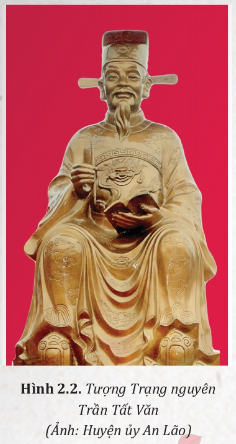 Hình 2.2. Tượng Trạng nguyên
Trần Tất Văn
(Ảnh: Huyện ủy An Lão)